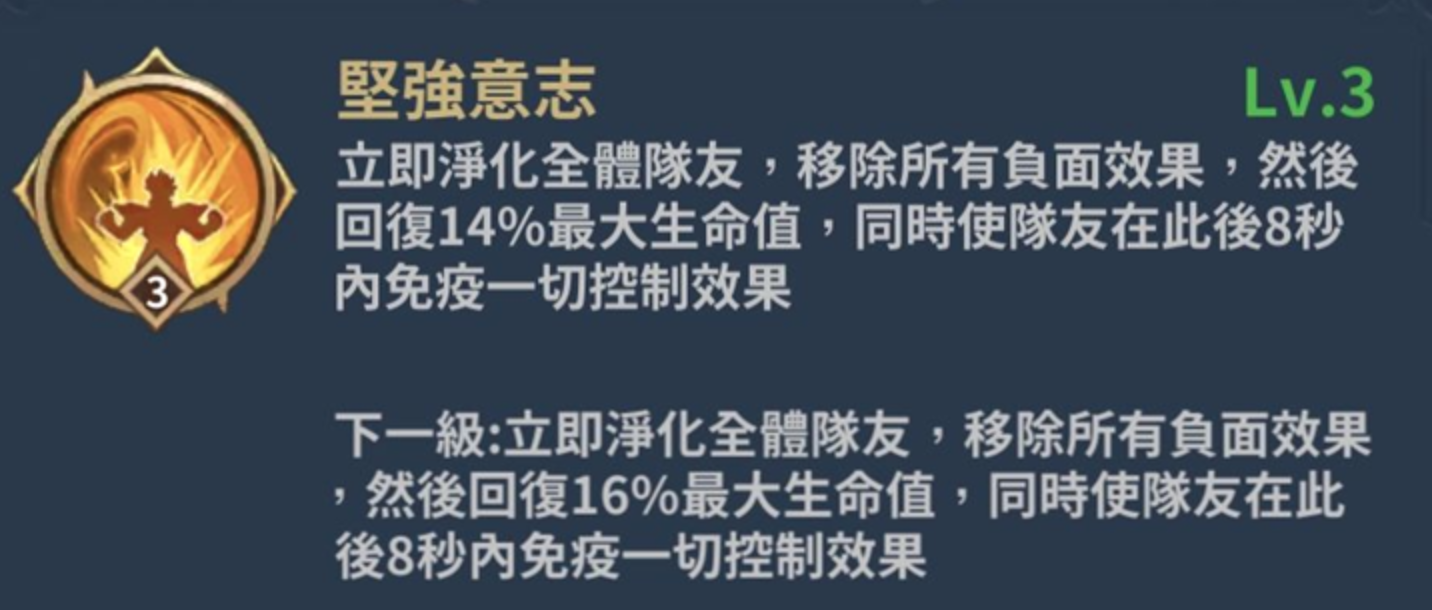 堅強意志
Lv.3
立即淨化全體隊友，移除所有負面效果，然後
回復14%最大生命值，同時使隊友在此後8秒
內免疫一切控制效果
3
下一級:立即淨化全體隊友，移除所有負面效果
，然後回復16%最大生命值，同時使隊友在此
後8秒內免疫一切控制效果